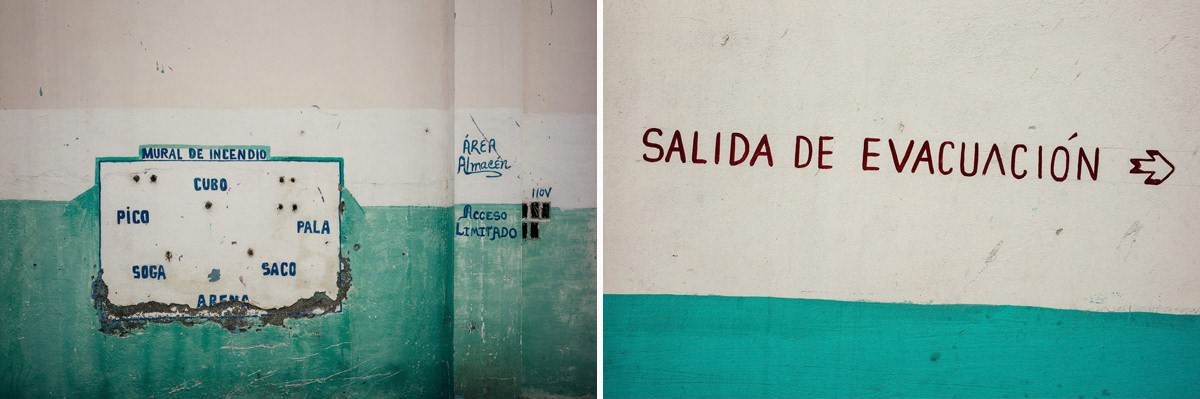 MURAL DE INCENDIO
CUBO
PICO
PALA
SOGA
SACO
ARENA
ÁREA
Almacén
110V
ACCESO
LIMITADO
SALIDA DE EVACUACIÓN